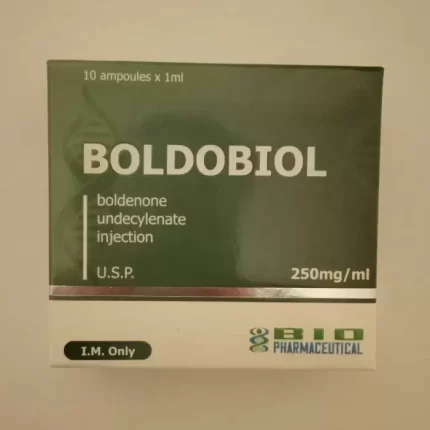 10 ampoules x 1ml
BOLDOBIOL
boldenone
undecylenate
injection
U.S.P.
250mg/ml
BIO
PHARMACEUTICAL
I.M. Only